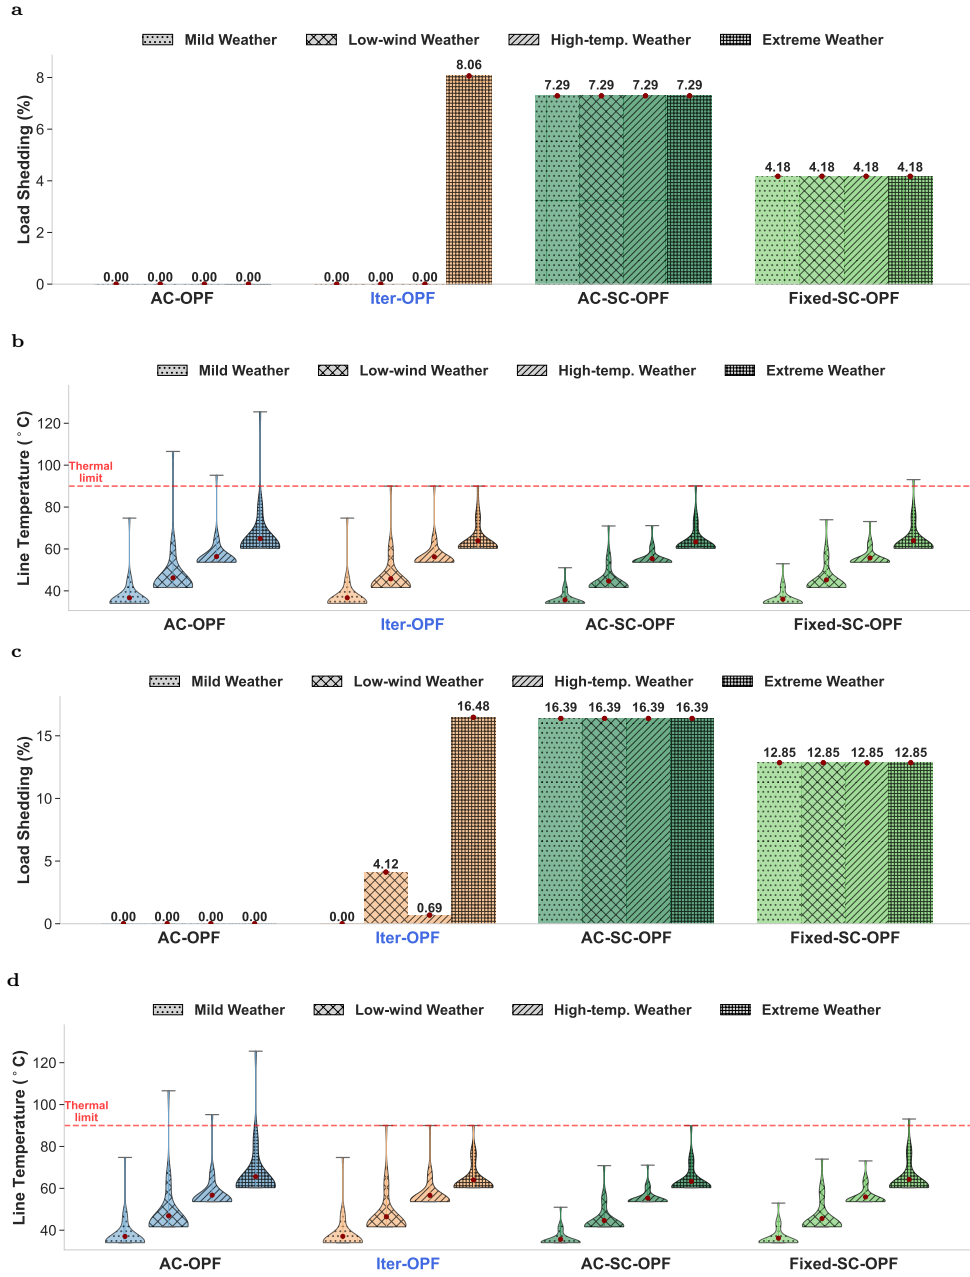 a
Mild Weather Low-wind Weather High-temp. Weather Extreme Weather
Load Shedding (%)
8
6
4
2
0
0.00 0.00 0.00 0.00 0.00 0.00 0.00 8.06 7.29 7.29 7.29 7.29 4.18 4.18 4.18 4.18
AC-OPF Iter-OPF AC-SC-OPF Fixed-SC-OPF
b
Mild Weather Low-wind Weather High-temp. Weather Extreme Weather
Line Temperature (°C)
120
100
80
60
40
Thermal
limit
AC-OPF Iter-OPF AC-SC-OPF Fixed-SC-OPF
c
Mild Weather Low-wind Weather High-temp. Weather Extreme Weather
Load Shedding (%)
15
10
5
0
0.00 0.00 0.00 0.00 0.00 4.12 0.69 16.48 16.39 16.39 16.39 16.39 12.85 12.85 12.85 12.85
AC-OPF Iter-OPF AC-SC-OPF Fixed-SC-OPF
d
Mild Weather Low-wind Weather High-temp. Weather Extreme Weather
Line Temperature (°C)
120
100
80
60
40
Thermal
limit
AC-OPF Iter-OPF AC-SC-OPF Fixed-SC-OPF